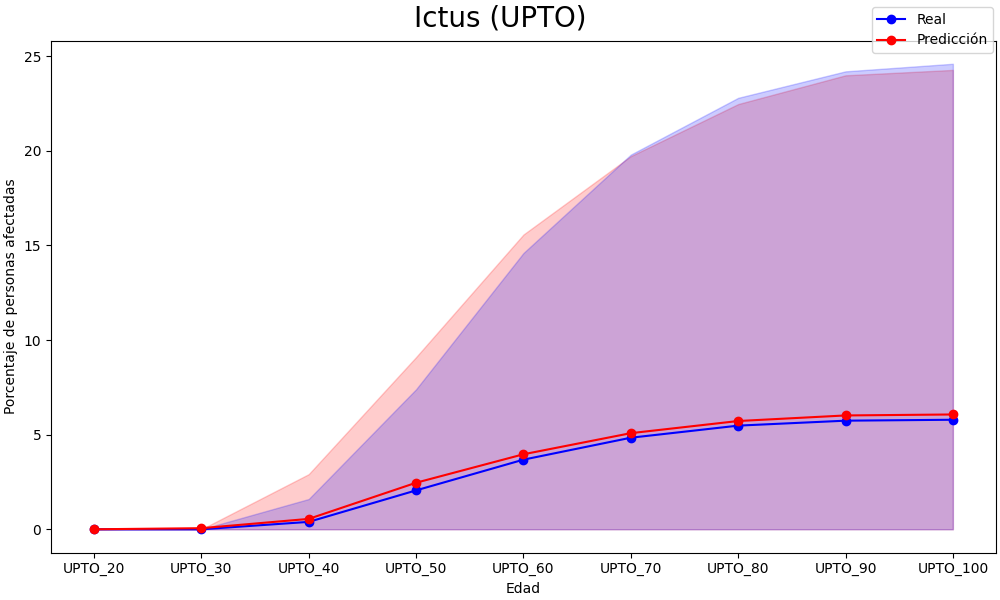 Ictus (UPTO)
Real
Predicción
Porcentaje de personas afectadas
25
20
15
10
5
0
UPTO_20 UPTO_30 UPTO_40 UPTO_50 UPTO_60 UPTO_70 UPTO_80 UPTO_90 UPTO_100
Edad